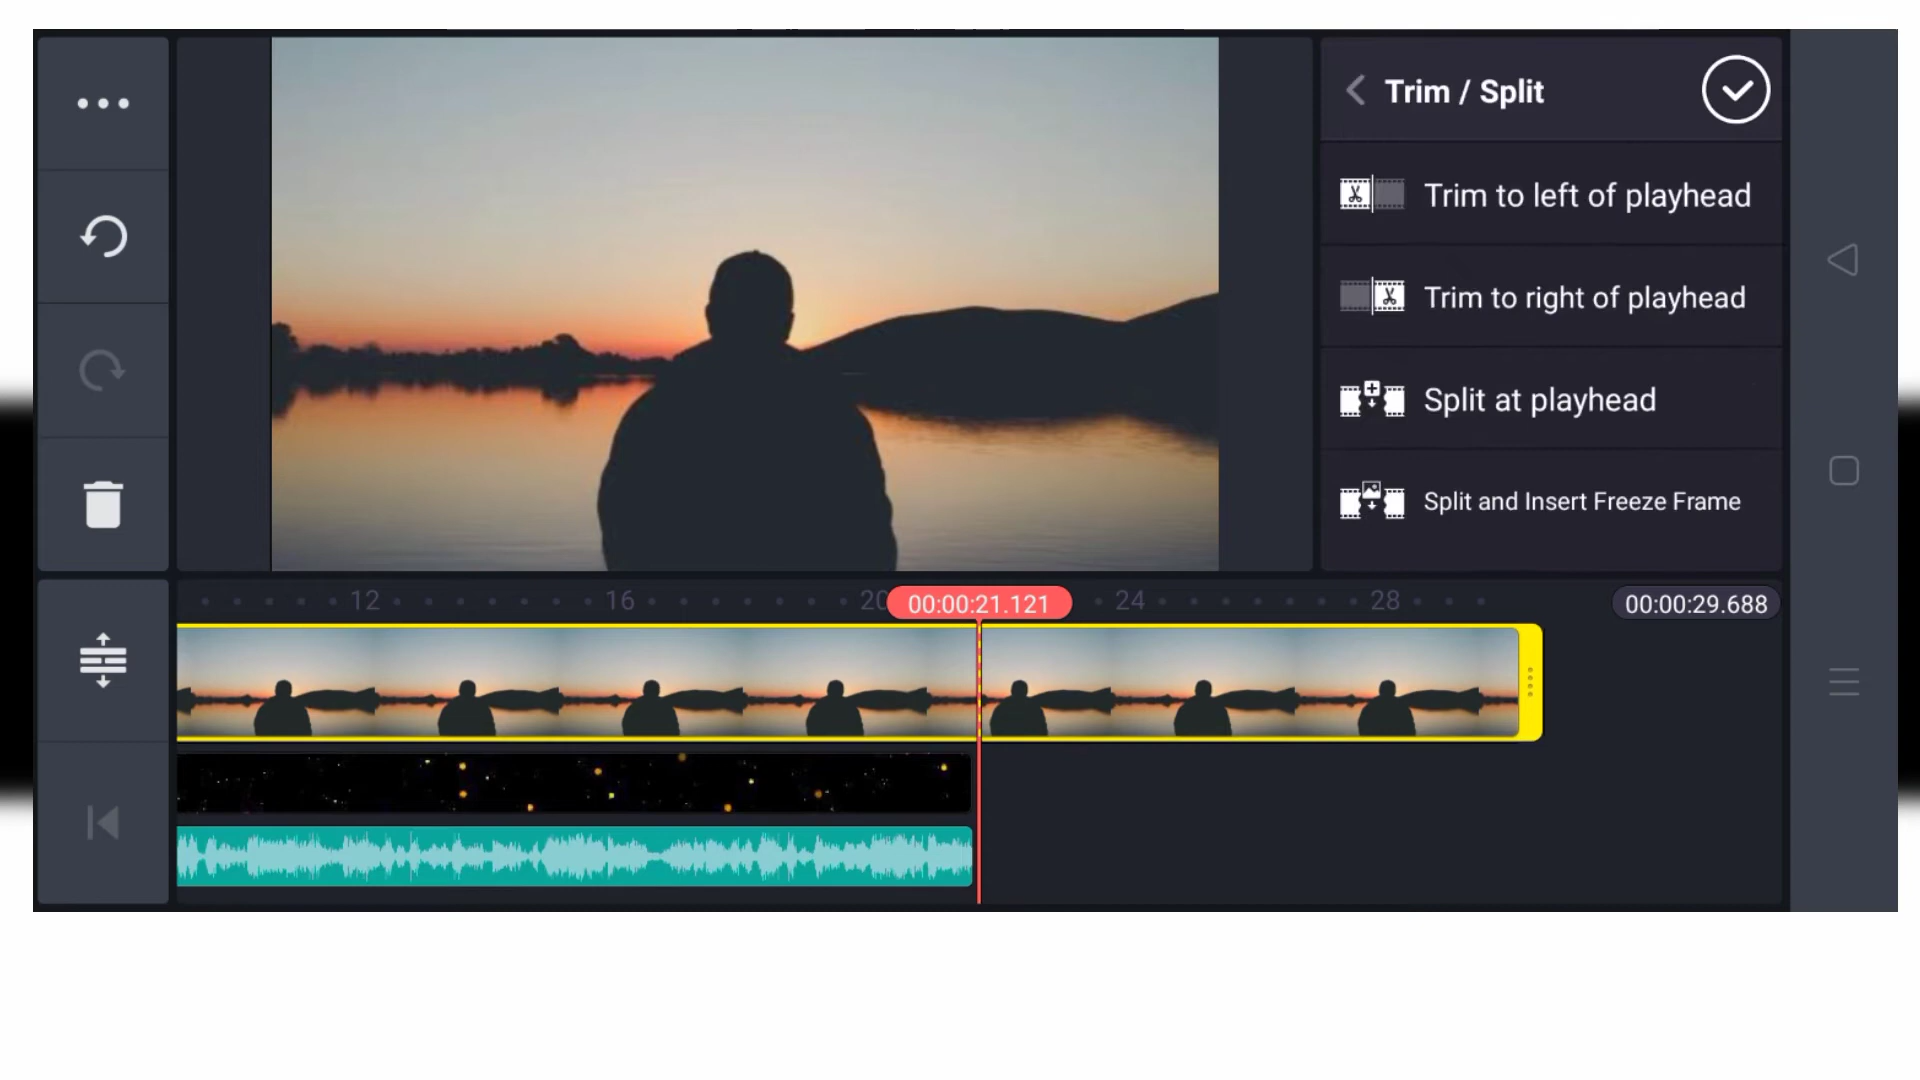 Trim / Split
Trim to left of playhead
Trim to right of playhead
Split at playhead
Split and Insert Freeze Frame
12 16 20 00:00:21.121 24 28 00:00:29.688